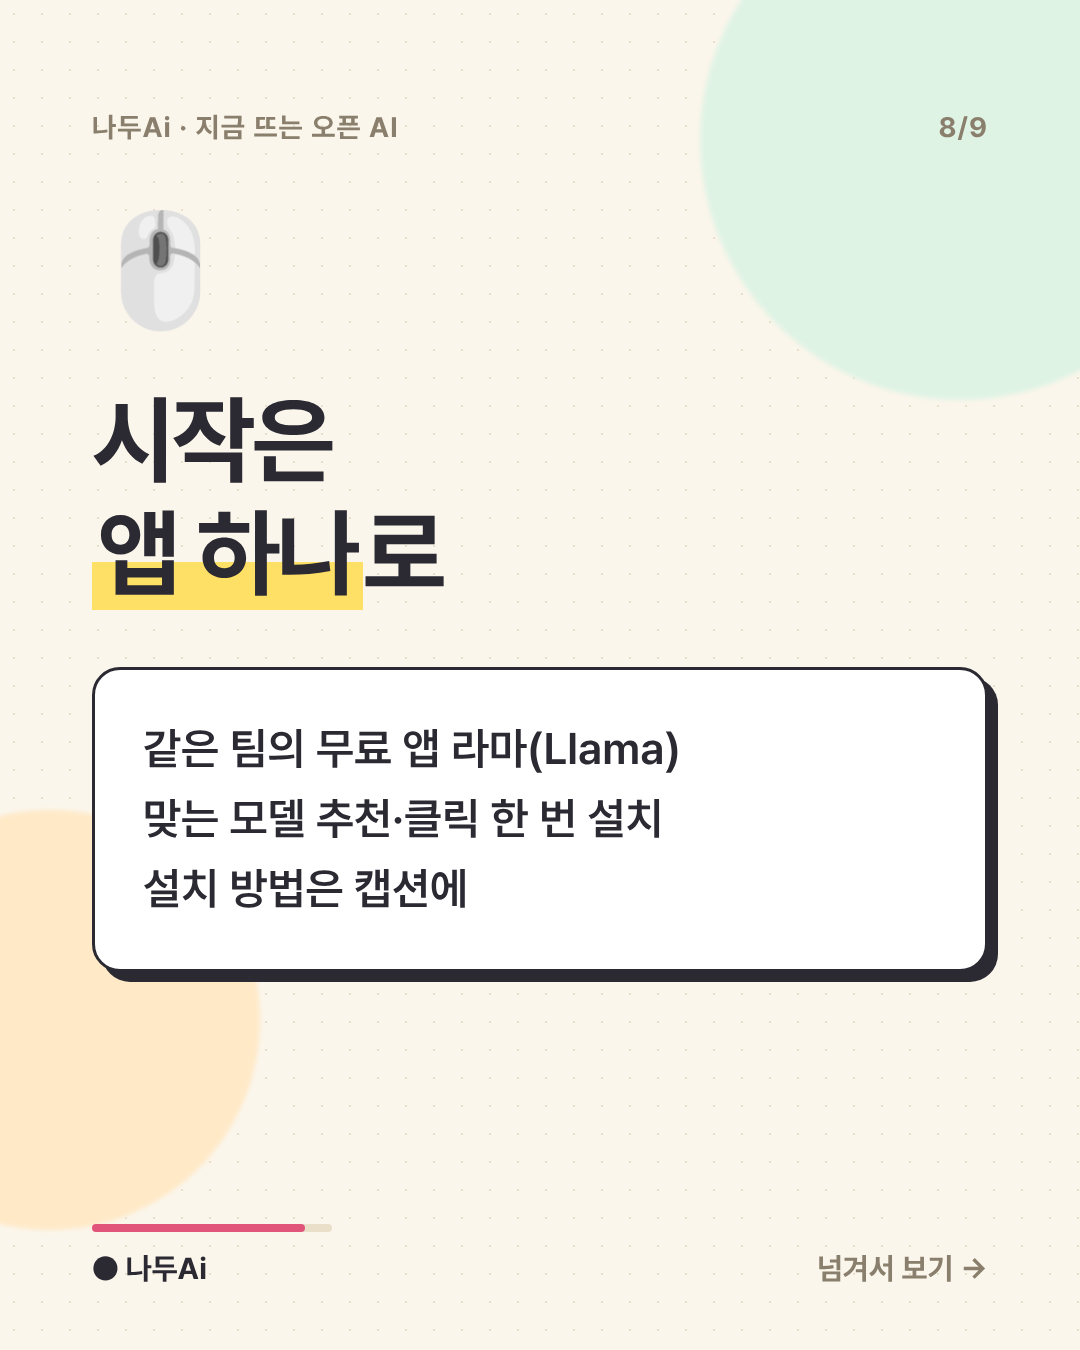 나두Ai · 지금 뜨는 오픈 AI
8/9
시작은
앱 하나로
같은 팀의 무료 앱 라마(Llama)
맞는 모델 추천·클릭 한 번 설치
설치 방법은 캡션에
● 나두Ai
넘겨서 보기 →